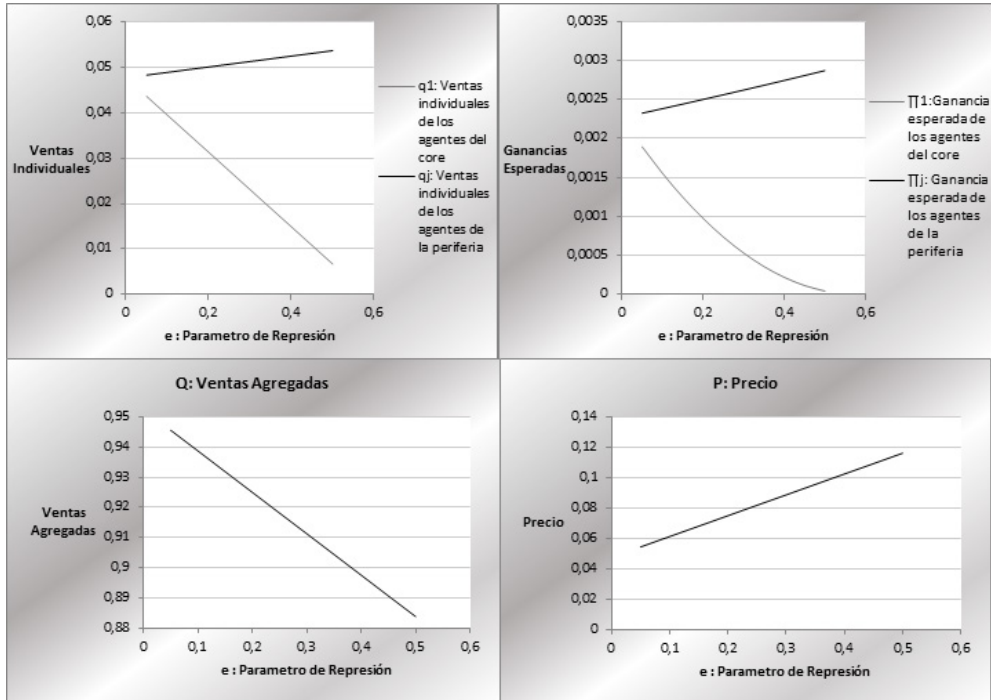 0,06
0,05
0,04
0,03
0,02
0,01
0
Ventas
Individuales
0
0,2
0,4
0,6
e : Parametro de Represión
q1: Ventas
individuales
de los
agentes del
core
qj: Ventas
individuales
de los
agentes de
la periferia
0,0035
0,003
0,0025
0,002
0,0015
0,001
0,0005
0
Ganancias
Esperadas
0
0,2
0,4
0,6
e : Parametro de Represión
∏1:Ganancia
esperada de
los agentes
del core
∏j: Ganancia
esperada de
los agentes
de la
periferia
Q: Ventas Agregadas
0,95
0,94
0,93
0,92
0,91
0,9
0,89
0,88
Ventas
Agregadas
0
0,1
0,2
0,3
0,4
0,5
0,6
e : Parametro de Represión
P: Precio
0,14
0,12
0,1
0,08
0,06
0,04
0,02
0
Precio
0
0,1
0,2
0,3
0,4
0,5
0,6
e : Parametro de Represión